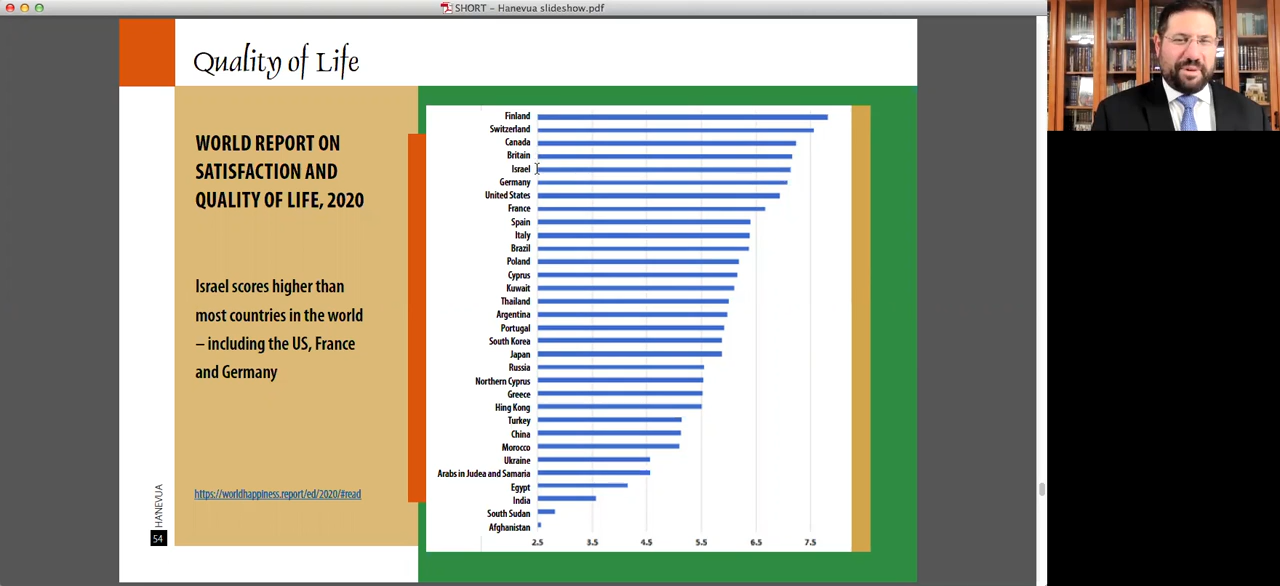 SHORT - Hanevua slideshow.pdf
Quality of Life
WORLD REPORT ON
SATISFACTION AND
QUALITY OF LIFE, 2020
Israel scores higher than
most countries in the world
– including the US, France
and Germany
https://worldhappiness.report/ed/2020/#read
HA'NEVUA
54
Finland
Switzerland
Canada
Britain
Israel
Germany
United States
France
Spain
Italy
Brazil
Poland
Cyprus
Kuwait
Thailand
Argentina
Portugal
South Korea
Japan
Russia
Northern Cyprus
Greece
Hing Kong
Turkey
China
Morocco
Ukraine
Arabs in Judea and Samaria
Egypt
India
South Sudan
Afghanistan
2.5 3.5 4.5 5.5 6.5 7.5